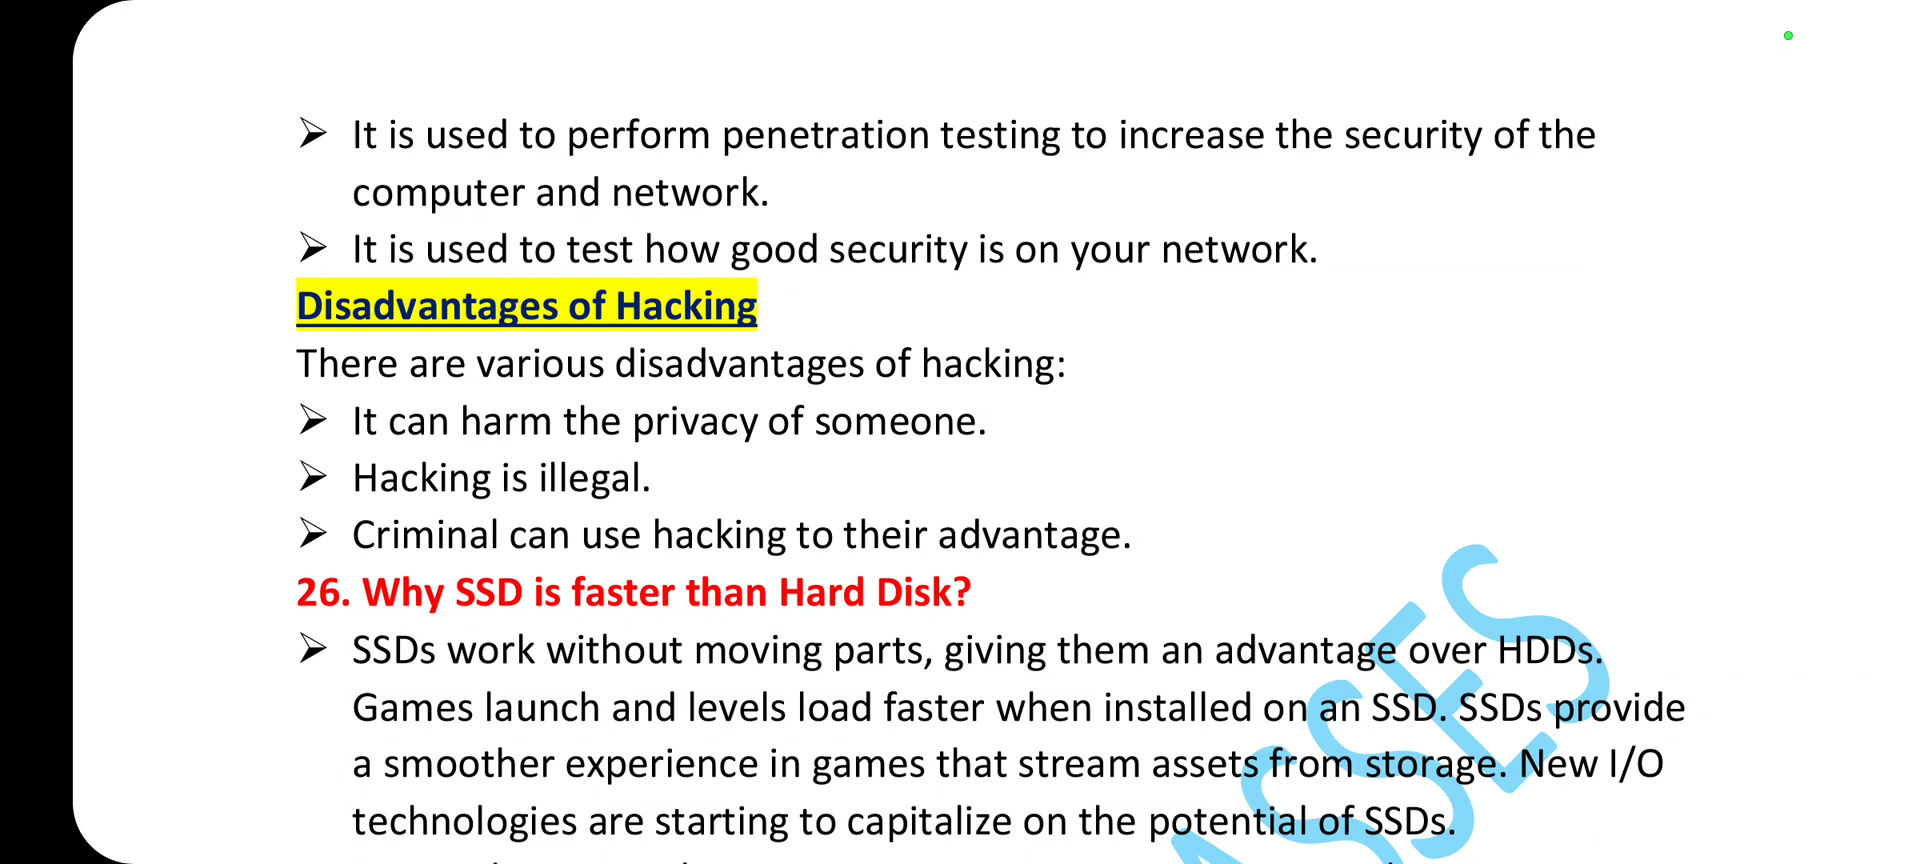 ➢ It is used to perform penetration testing to increase the security of the
computer and network.
➢ It is used to test how good security is on your network.
Disadvantages of Hacking
There are various disadvantages of hacking:
➢ It can harm the privacy of someone.
➢ Hacking is illegal.
➢ Criminal can use hacking to their advantage.
26. Why SSD is faster than Hard Disk?
➢ SSDs work without moving parts, giving them an advantage over HDDs.
Games launch and levels load faster when installed on an SSD. SSDs provide
a smoother experience in games that stream assets from storage. New I/O
technologies are starting to capitalize on the potential of SSDs.
ASSES